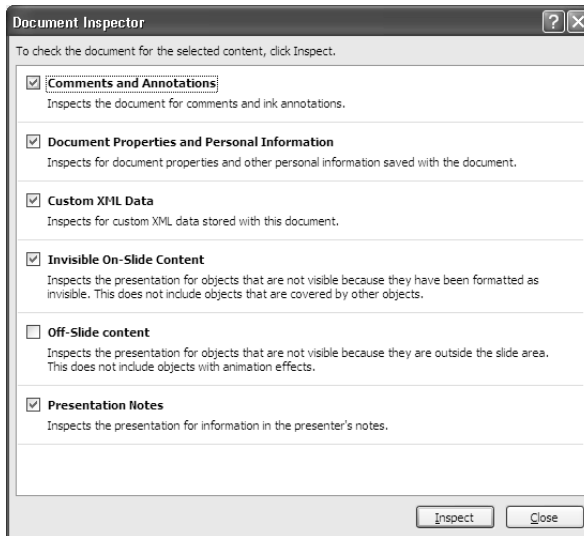 Document Inspector
To check the document for the selected content, click Inspect.
Comments and Annotations
Inspects the document for comments and ink annotations.
Document Properties and Personal Information
Inspects for document properties and other personal information saved with the document.
Custom XML Data
Inspects for custom XML data stored with this document.
Invisible On-Slide Content
Inspects the presentation for objects that are not visible because they have been formatted as
invisible. This does not include objects that are covered by other objects.
Off-Slide content
Inspects the presentation for objects that are not visible because they are outside the slide area.
This does not include objects with animation effects.
Presentation Notes
Inspects the presentation for information in the presenter's notes.
Inspect Close